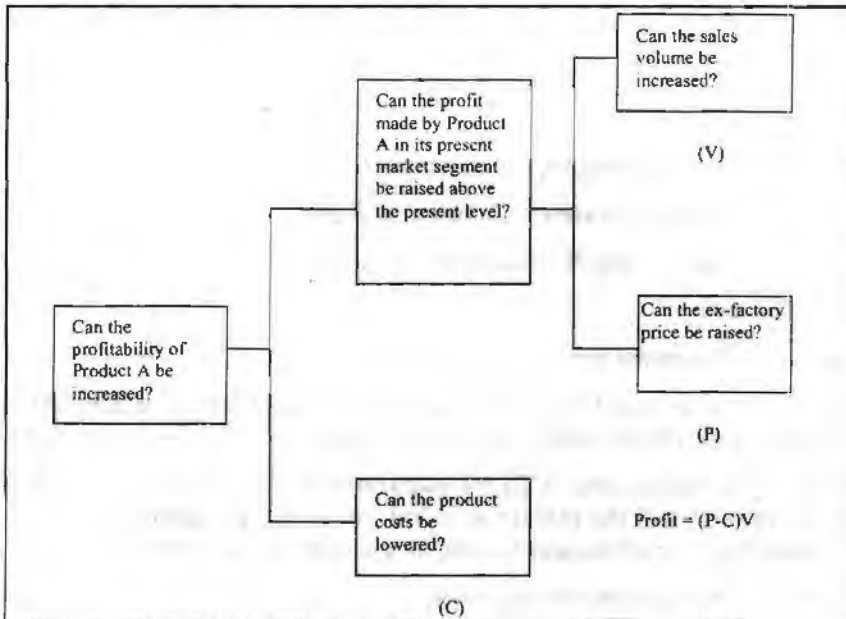 Can the sales
volume be
increased?
(V)
Can the profit
made by Product
A in its present
market segment
be raised above
the present level?
Can the ex-factory
price be raised?
(P)
Can the
profitability of
Product A be
increased?
Can the product
costs be
lowered?
(C)
Profit = (P-C)V